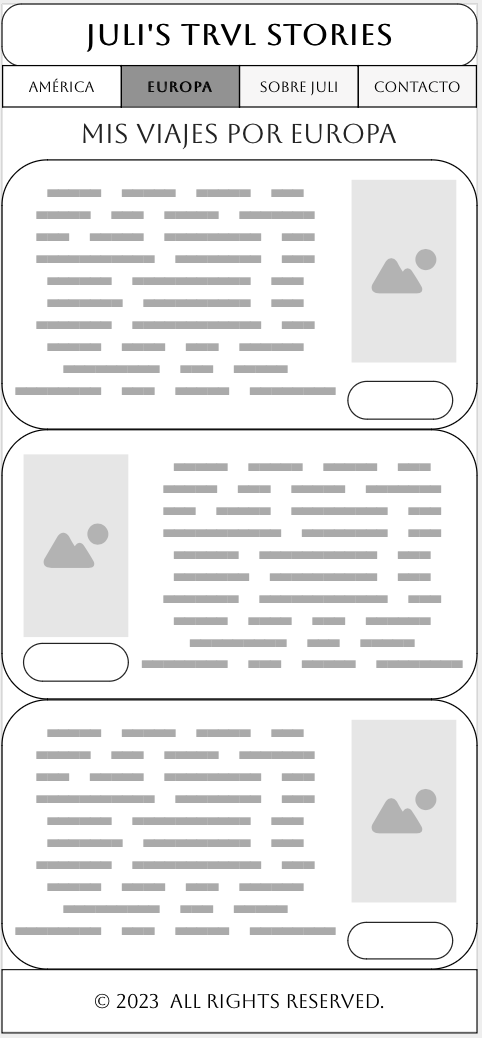 JULI'S TRVL STORIES
AMÉRICA EUROPA SOBRE JULI CONTACTO
MIS VIAJES POR EUROPA
© 2023 ALL RIGHTS RESERVED.